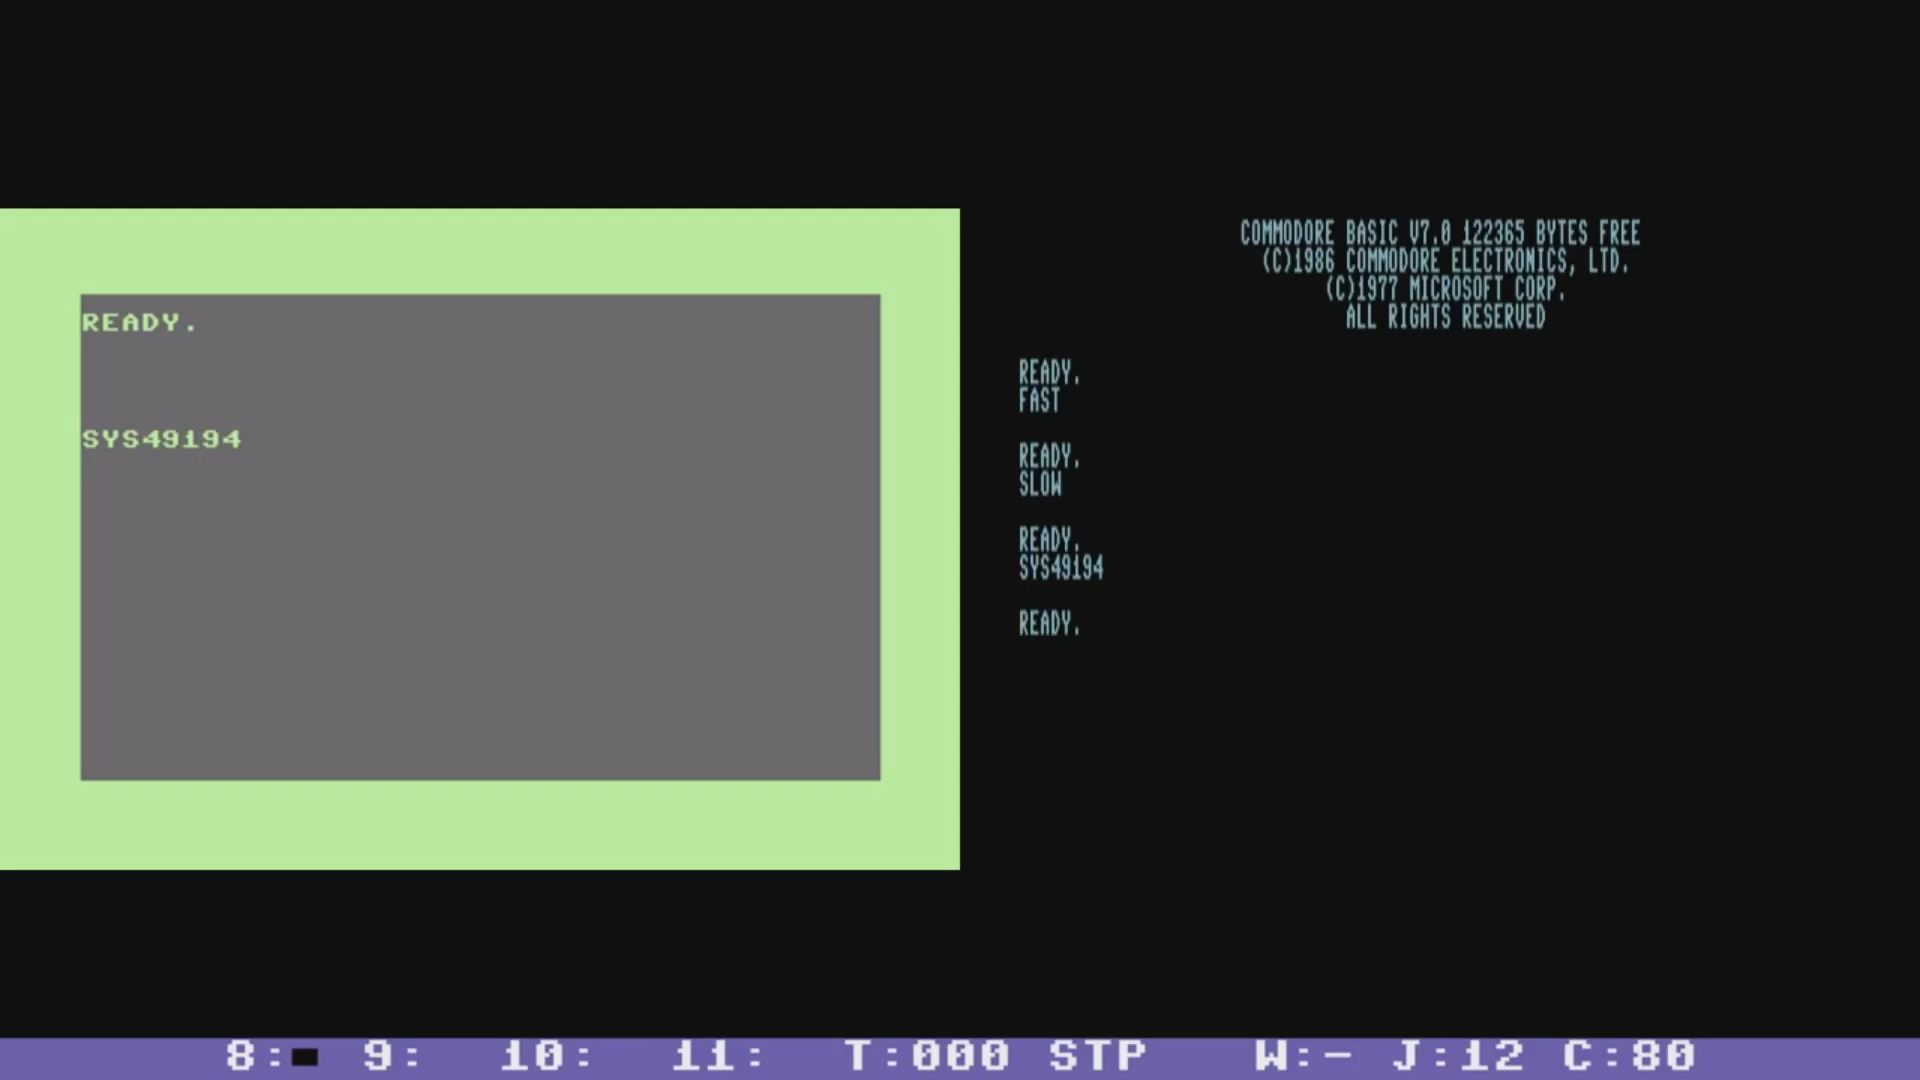 READY.
SYS49194
COMMODORE BASIC V7.0 122365 BYTES FREE
(C)1986 COMMODORE ELECTRONICS, LTD.
(C)1977 MICROSOFT CORP.
ALL RIGHTS RESERVED
READY.
FAST
READY.
SLOW
READY.
SYS49194
READY.
8: 9: 10: 11: T:000 STP W:- J:12 C:80